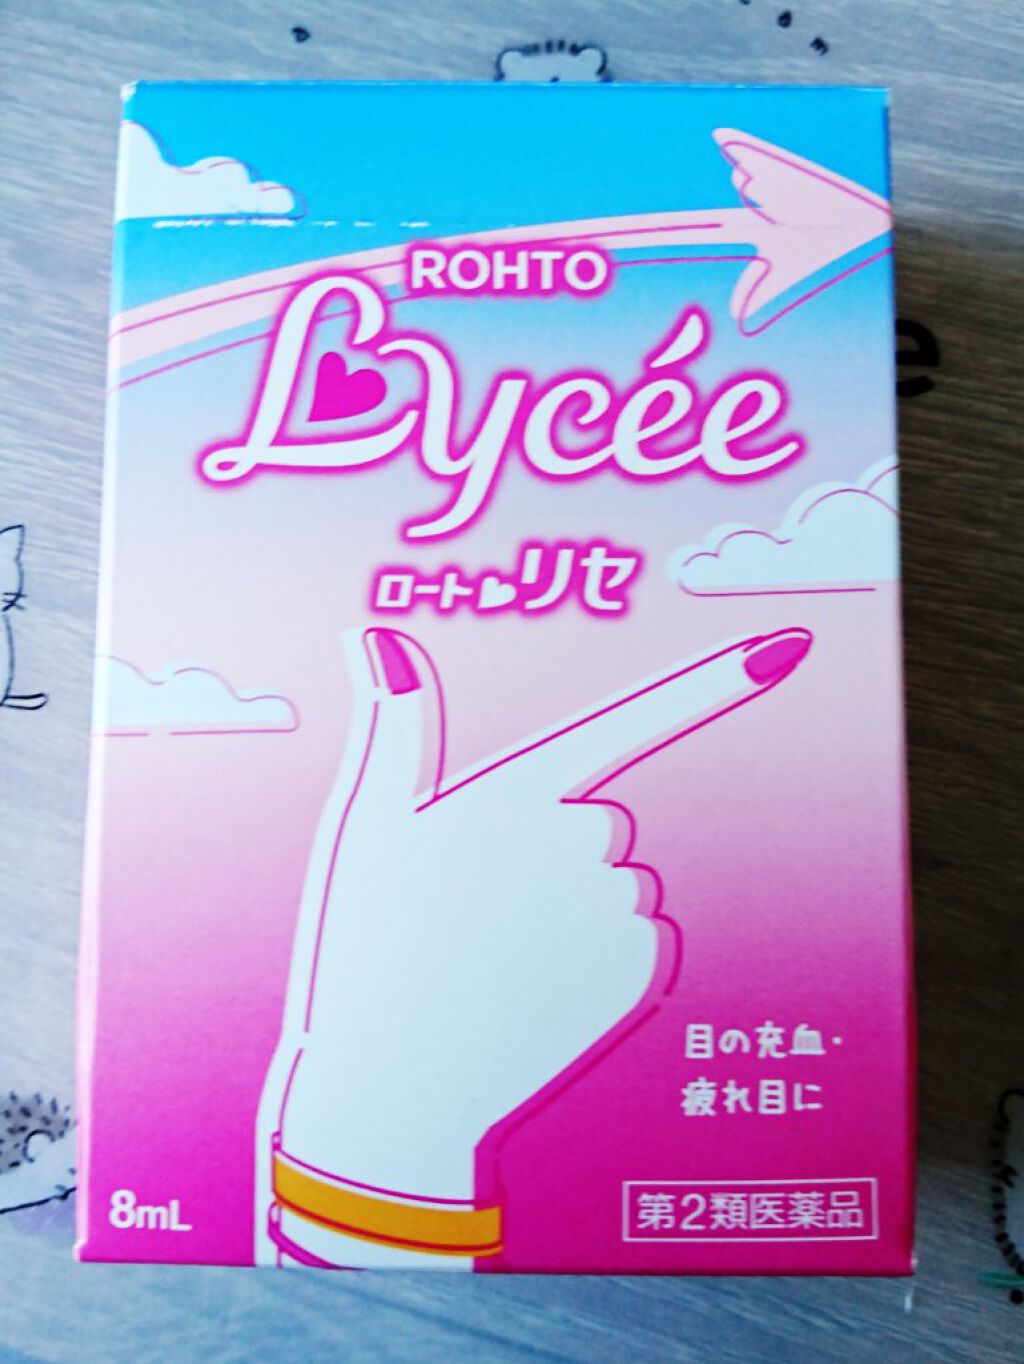 ROHTO
Lycée
ロート リセ
目の充血・
疲れ目に
8mL
第2類医薬品
e